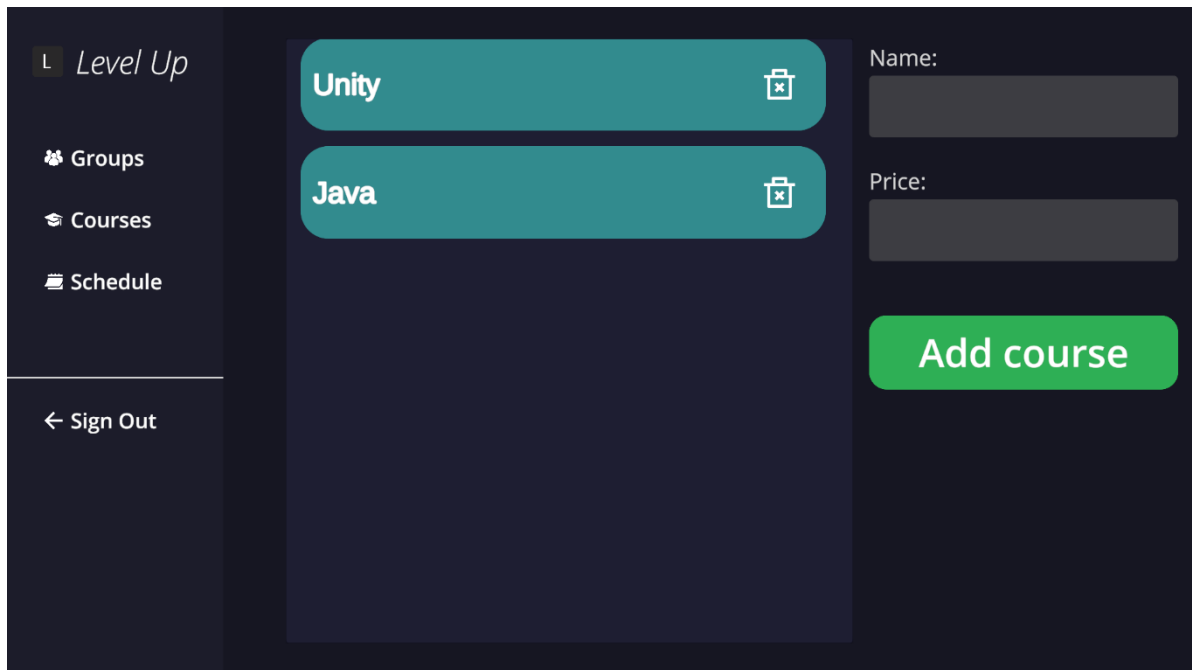 L Level Up
Groups
Courses
Schedule
Sign Out
Unity
Java
Name:
Price:
Add course